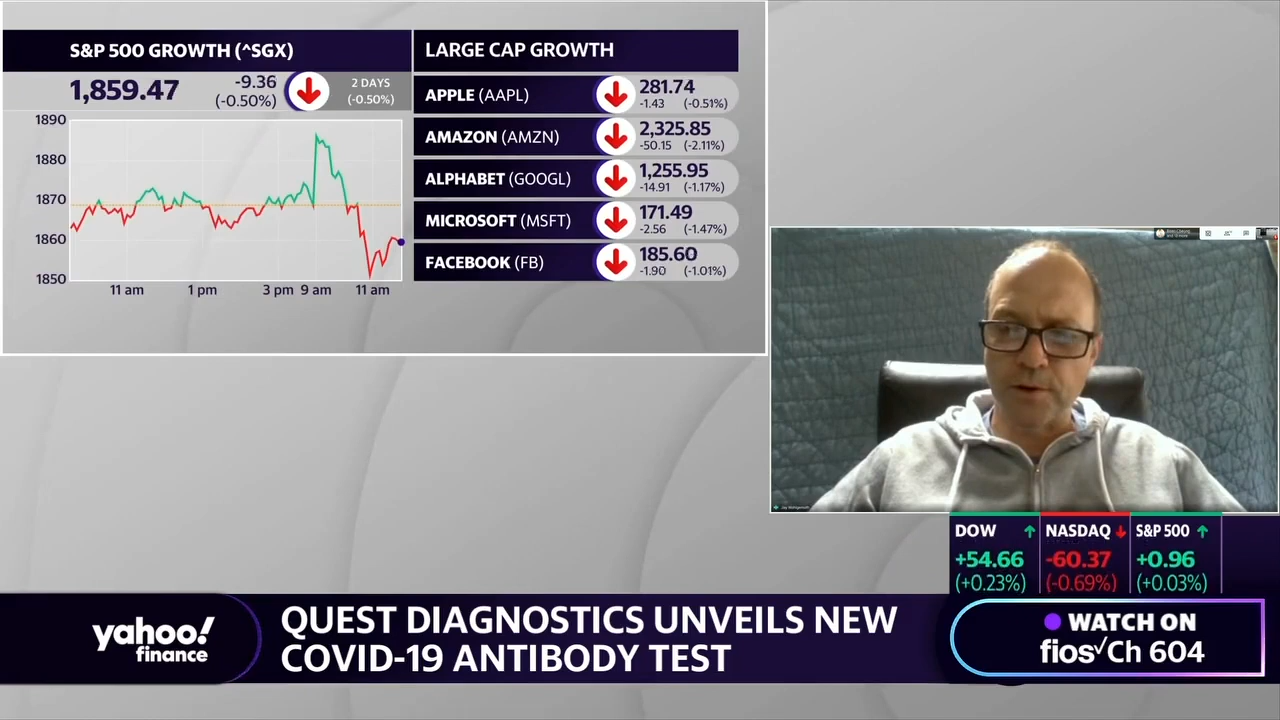 S&P 500 GROWTH (^SGX)
1,859.47
-9.36
(-0.50%)
2 DAYS
(-0.50%)
1890
1880
1870
1860
1850
11 am 1 pm 3 pm 9 am 11 am
LARGE CAP GROWTH
APPLE (AAPL) 281.74
-1.43 (-0.51%)
AMAZON (AMZN) 2,325.85
-50.15 (-2.11%)
ALPHABET (GOOGL) 1,255.95
-14.91 (-1.17%)
MICROSOFT (MSFT) 171.49
-2.56 (-1.47%)
FACEBOOK (FB) 185.60
-1.90 (-1.01%)
DOW
+54.66
(+0.23%)
NASDAQ
-60.37
(-0.69%)
S&P 500
+0.96
(+0.03%)
yahoo!
finance
QUEST DIAGNOSTICS UNVEILS NEW
COVID-19 ANTIBODY TEST
WATCH ON
fios✓Ch 604